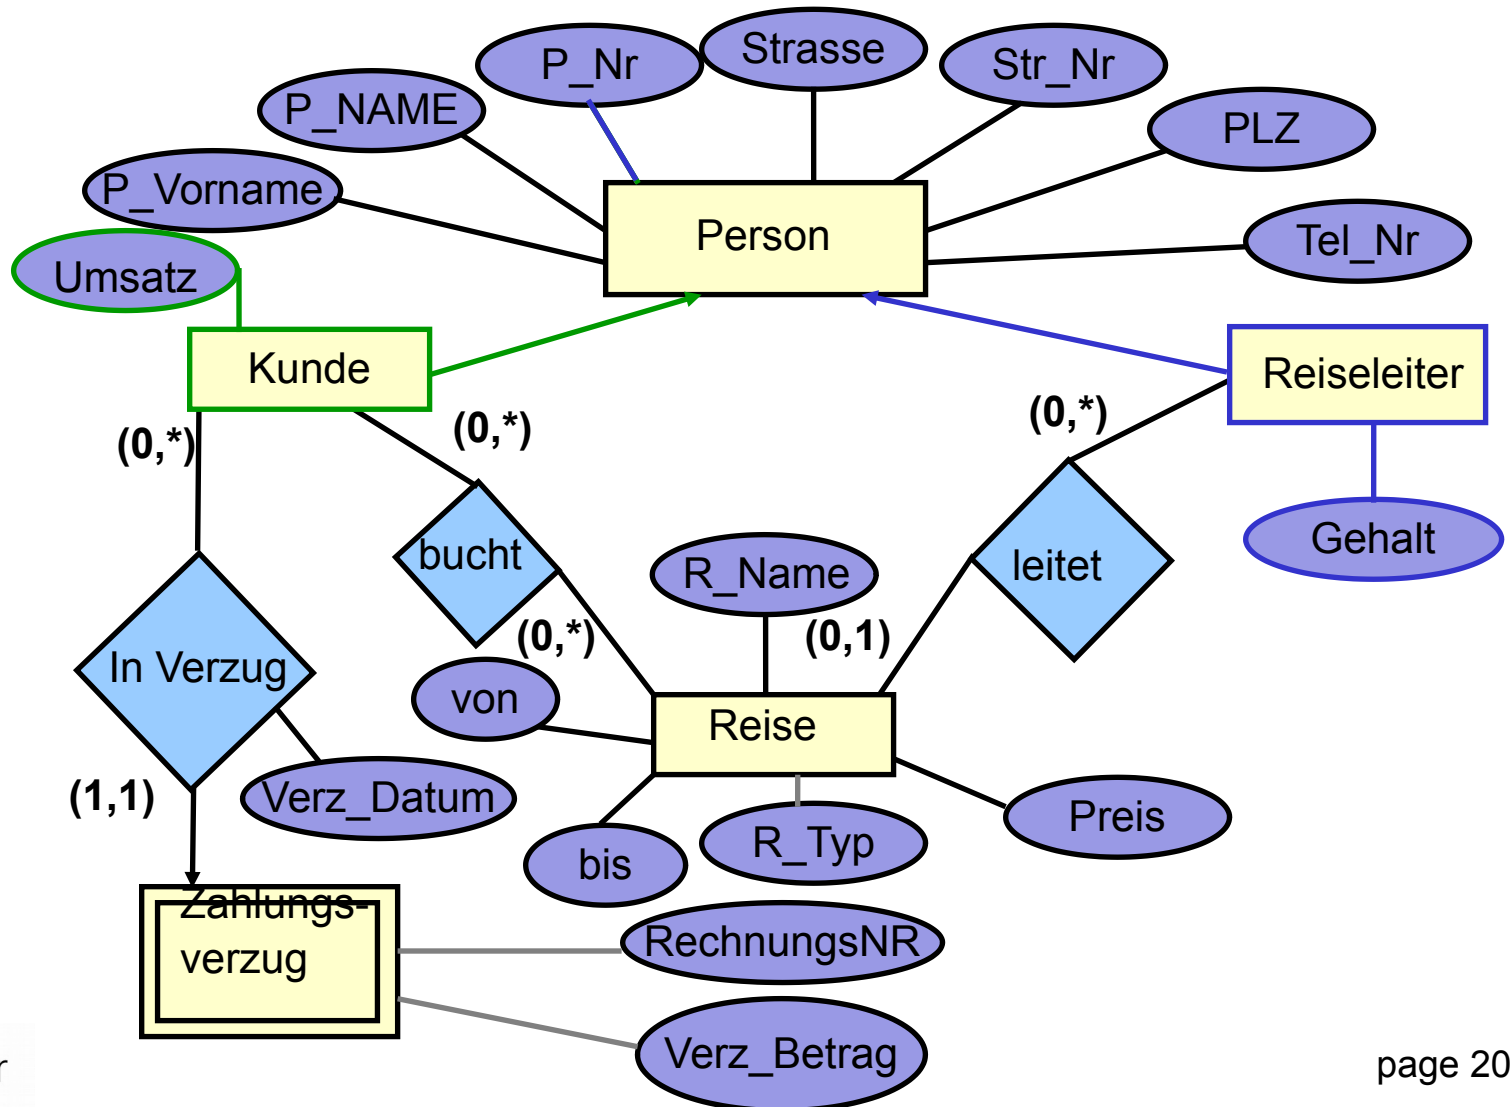 P_Nr
Strasse
Str_Nr
P_NAME
PLZ
P_Vorname
Person
Tel_Nr
Umsatz
Kunde
Reiseleiter
(0,*)
(0,*)
(0,*)
bucht
leitet
Gehalt
R_Name
(0,*)
(0,1)
In Verzug
von
Reise
(1,1)
Verz_Datum
bis
R_Typ
Preis
Zahlungs-
verzug
RechnungsNR
Verz_Betrag
r
page 20